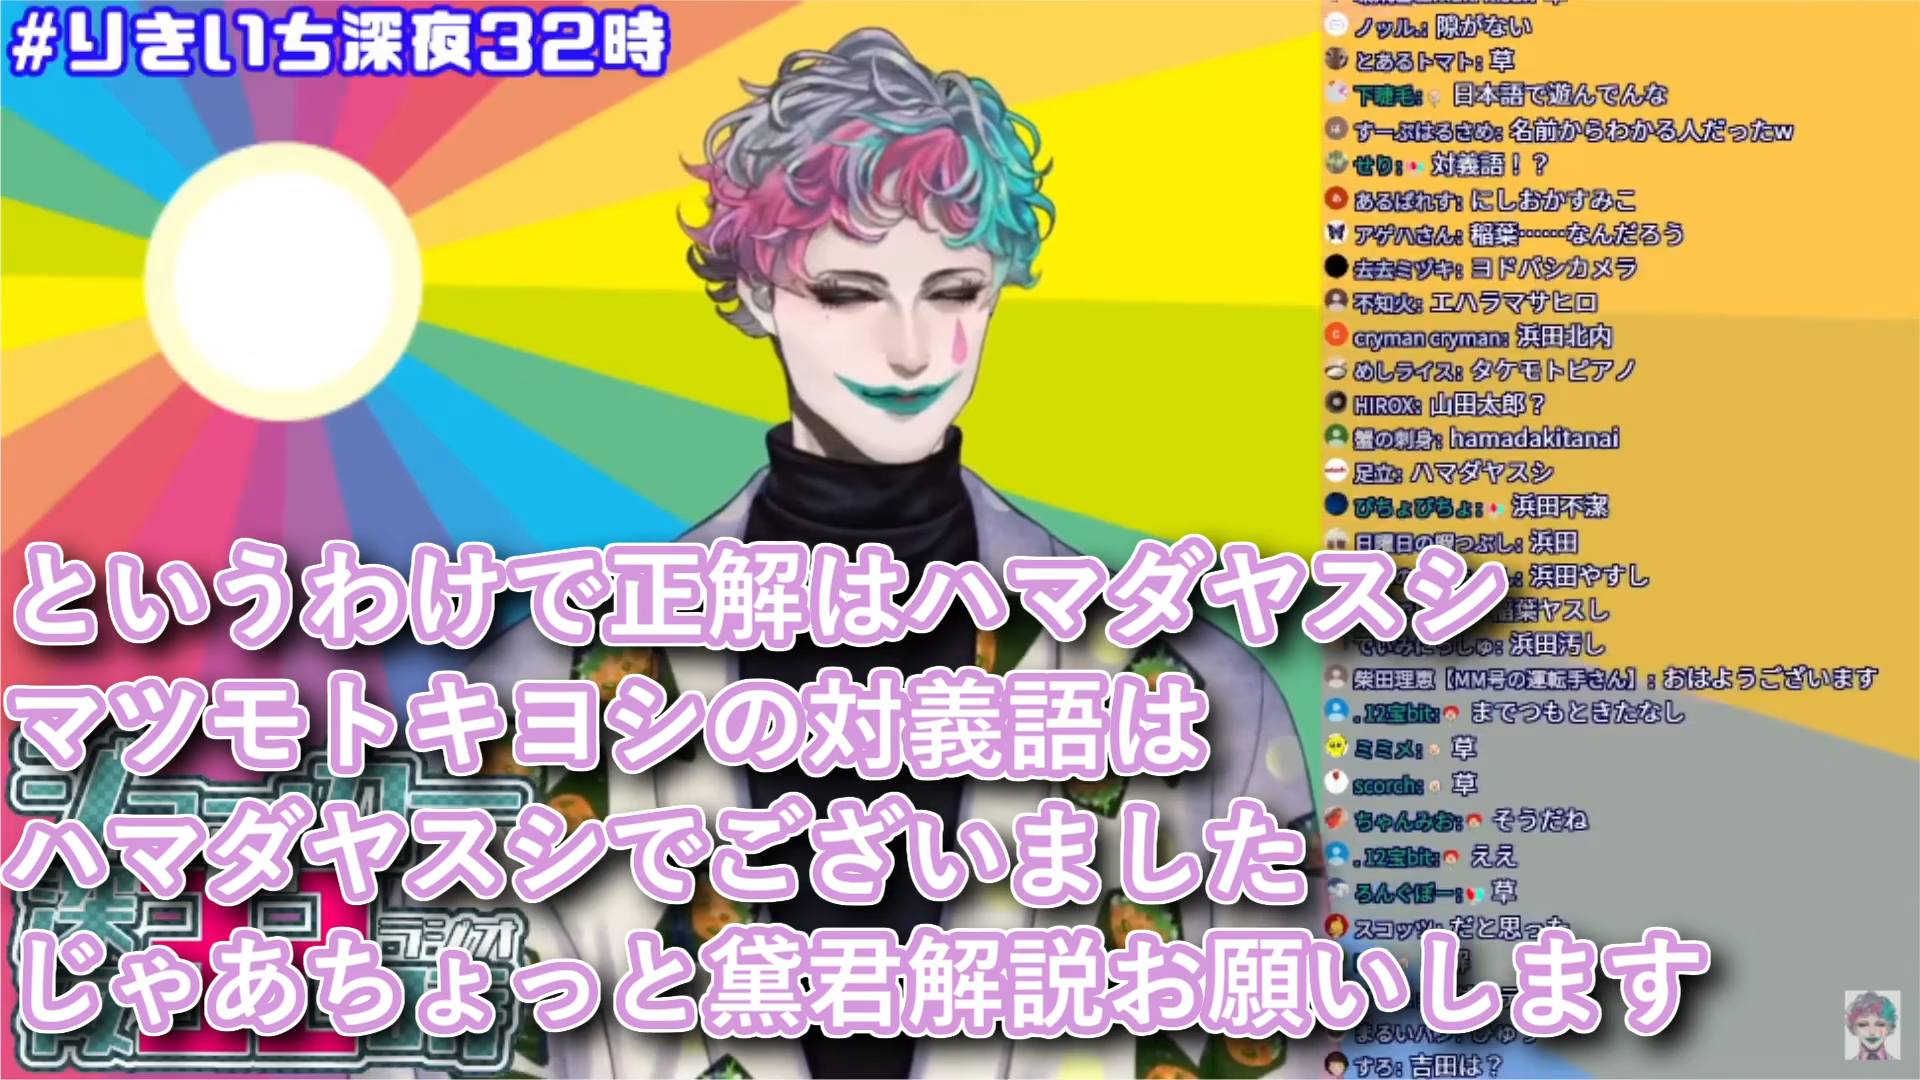 #りきいち深夜32時
ノッル.: 隙がない
とあるトマト: 草
下睫毛: 日本語で遊んでんな
すーぷはるさめ: 名前からわかる人だったw
せり: 対義語！？
あるぱれす: にしおかすみこ
アゲハさん: 稲葉……なんだろう
去去ミヅキ: ヨドバシカメラ
不知火: エハラマサヒロ
cryman cryman: 浜田北内
めしライス: タケモトピアノ
HIROX: 山田太郎？
蟹の刺身: hamadakitanai
足立: ハマダヤスシ
ぴちょぴちょ: 浜田不潔
日曜日の暇つぶし: 浜田
浜田やすし
稲葉ヤスし
浜田汚し
柴田理恵【MM号の運転手さん】: おはようございます
.12宝bit: までつもときたなし
ミミメ: 草
scorch: 草
ちゃんみお: そうだね
.12宝bit: ええ
ろんぐぼー: 草
スコッツ: だと思った
すろ: 吉田は？
というわけで正解はハマダヤスシ
マツモトキヨシの対義語は
ハマダヤスシでございました
じゃあちょっと黛君解説お願いします
ラジオ